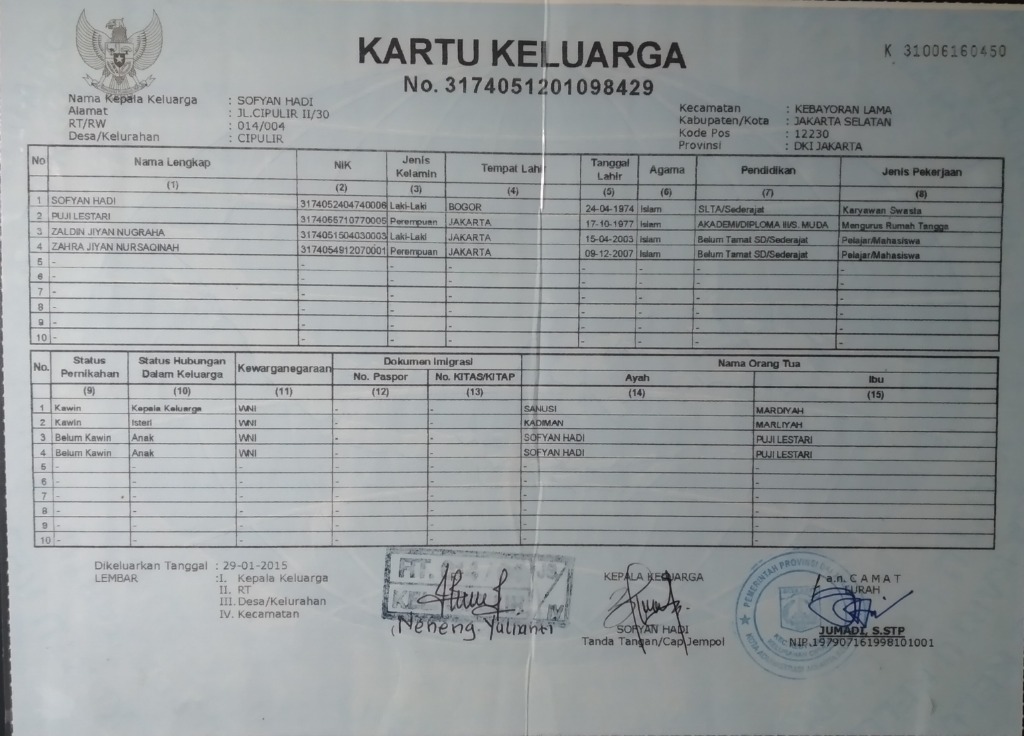 KARTU KELUARGA
K 31006160450
No. 3174051201098429
Nama Kepala Keluarga : SOFYAN HADI
Alamat : JL.CIPULIR II/30
RT/RW : 014/004
Desa/Kelurahan : CIPULIR
Kecamatan : KEBAYORAN LAMA
Kabupaten/Kota : JAKARTA SELATAN
Kode Pos : 12230
Provinsi : DKI JAKARTA
No Nama Lengkap NIK Jenis Kelamin Tempat Lahir Tanggal Lahir Agama Pendidikan Jenis Pekerjaan
(1) (2) (3) (4) (5) (6) (7) (8)
1 SOFYAN HADI 3174052404740006 Laki-Laki BOGOR 24-04-1974 Islam SLTA/Sederajat Karyawan Swasta
2 PUJI LESTARI 3174065710770005 Perempuan JAKARTA 17-10-1977 Islam AKADEMI/DIPLOMA III/S. MUDA Mengurus Rumah Tangga
3 ZALDIN JIYAN NUGRAHA 3174051504030003 Laki-Laki JAKARTA 15-04-2003 Islam Belum Tamat SD/Sederajat Pelajar/Mahasiswa
4 ZAHRA JIYAN NURSAQINAH 3174054912070001 Perempuan JAKARTA 09-12-2007 Islam Belum Tamat SD/Sederajat Pelajar/Mahasiswa
5 - - - - - - - -
6 - - - - - - - -
7 - - - - - - - -
8 - - - - - - - -
9 - - - - - - - -
10 - - - - - - - -
No. Status Pernikahan Status Hubungan Dalam Keluarga Kewarganegaraan Dokumen Imigrasi Nama Orang Tua
No. Paspor No. KITAS/KITAP Ayah Ibu
(9) (10) (11) (12) (13) (14) (15)
1 Kawin Kepala Keluarga WNI - - SANUSI MARDIYAH
2 Kawin Isteri WNI - - KADIMAN MARLIYAH
3 Belum Kawin Anak WNI - - SOFYAN HADI PUJI LESTARI
4 Belum Kawin Anak WNI - - SOFYAN HADI PUJI LESTARI
5 - - - - - - -
6 - - - - - - -
7 - - - - - - -
8 - - - - - - -
9 - - - - - - -
10 - - - - - - -
Dikeluarkan Tanggal : 29-01-2015
LEMBAR : I. Kepala Keluarga
II. RT
III. Desa/Kelurahan
IV. Kecamatan
RT.
Neneng Yulianti
KEPALA KELUARGA
SOFYAN HADI
Tanda Tangan/Cap Jempol
a.n. CAMAT
LURAH
PEMERINTAH PROVINSI
JUMADI, S.STP
NIP.197907161998101001